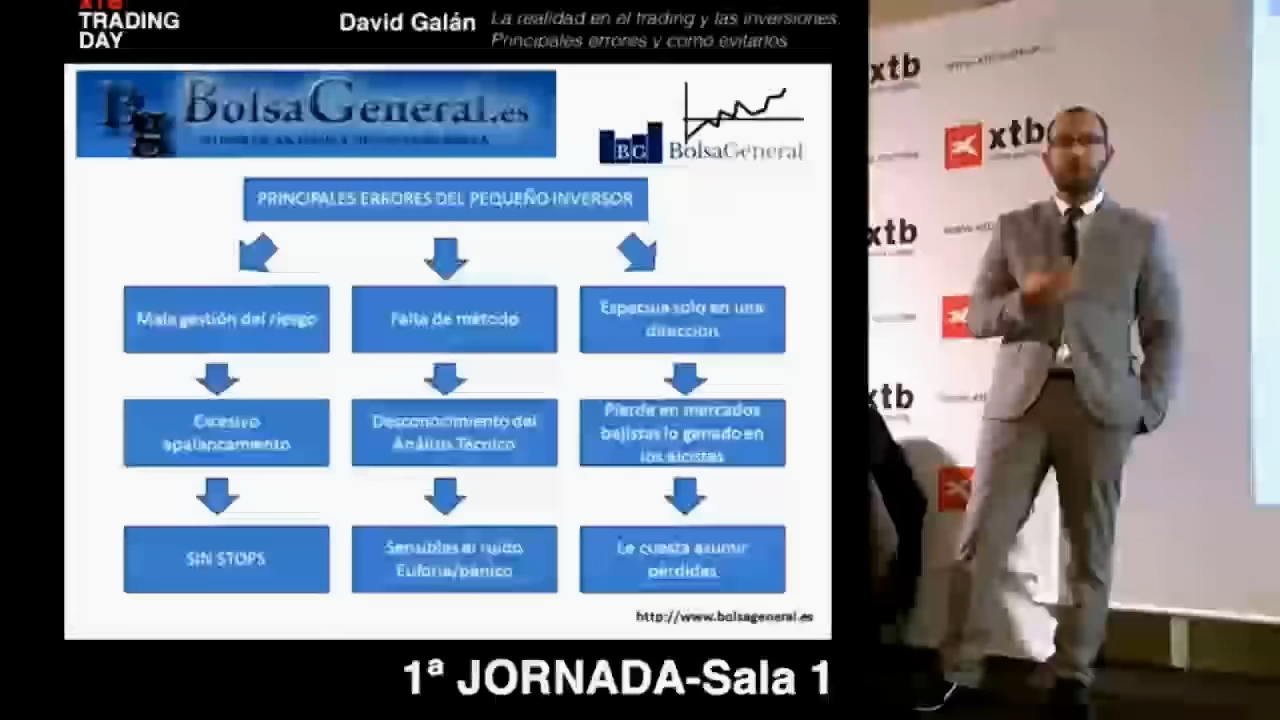 xtb
TRADING
DAY
David Galán
La realidad en al trading y las inversiones.
Principales errores y como evitarlos
BOLSAGENERAL.es
BG
BolsaGeneral
PRINCIPALES ERRORES DEL PEQUEÑO INVERSOR
Mala gestión del riesgo
Falta de método
Especula solo en una
dirección
Excesivo
apalancamiento
Desconocimiento del
Análisis Técnico
Pierde en mercados
bajistas lo ganado en
los alcistas
SIN STOPS
Sensibles al ruido
Euforia/pánico
Le cuesta asumir
pérdidas
http://www.bolsageneral.es
1ª JORNADA-Sala 1
xtb
xtb
xtb
xtb